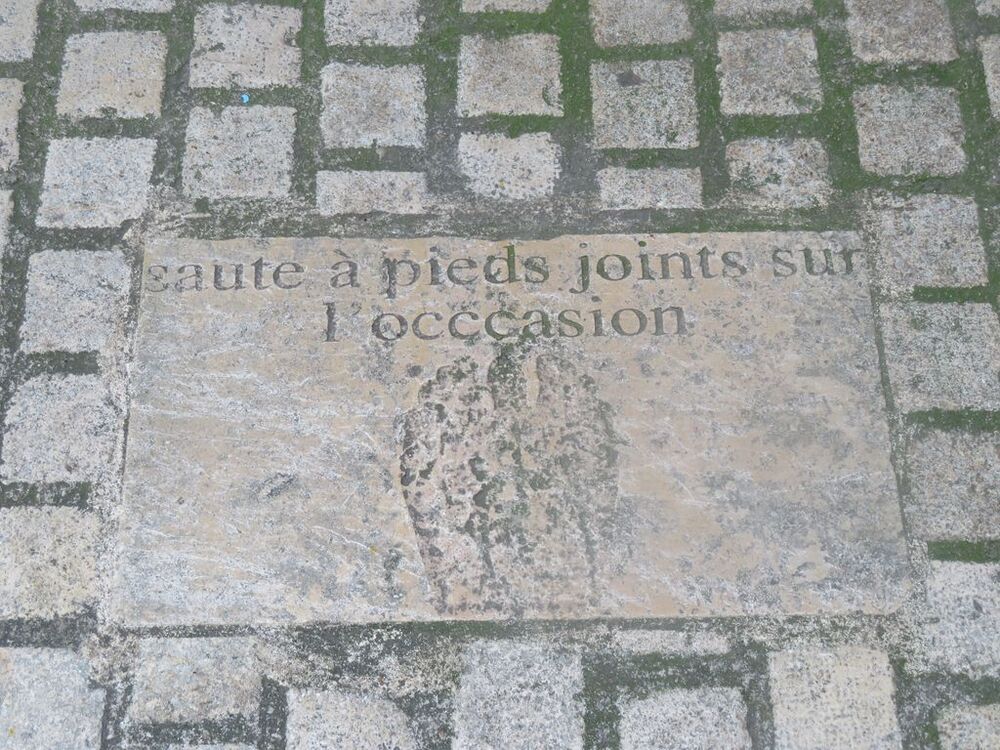 saute à pieds joints sur
l'occcasion